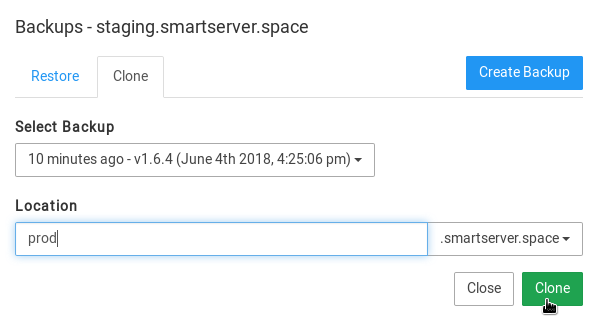 Backups - staging.smartserver.space
Restore
Clone
Create Backup
Select Backup
10 minutes ago - v1.6.4 (June 4th 2018, 4:25:06 pm)
Location
prod
.smartserver.space
Close
Clone